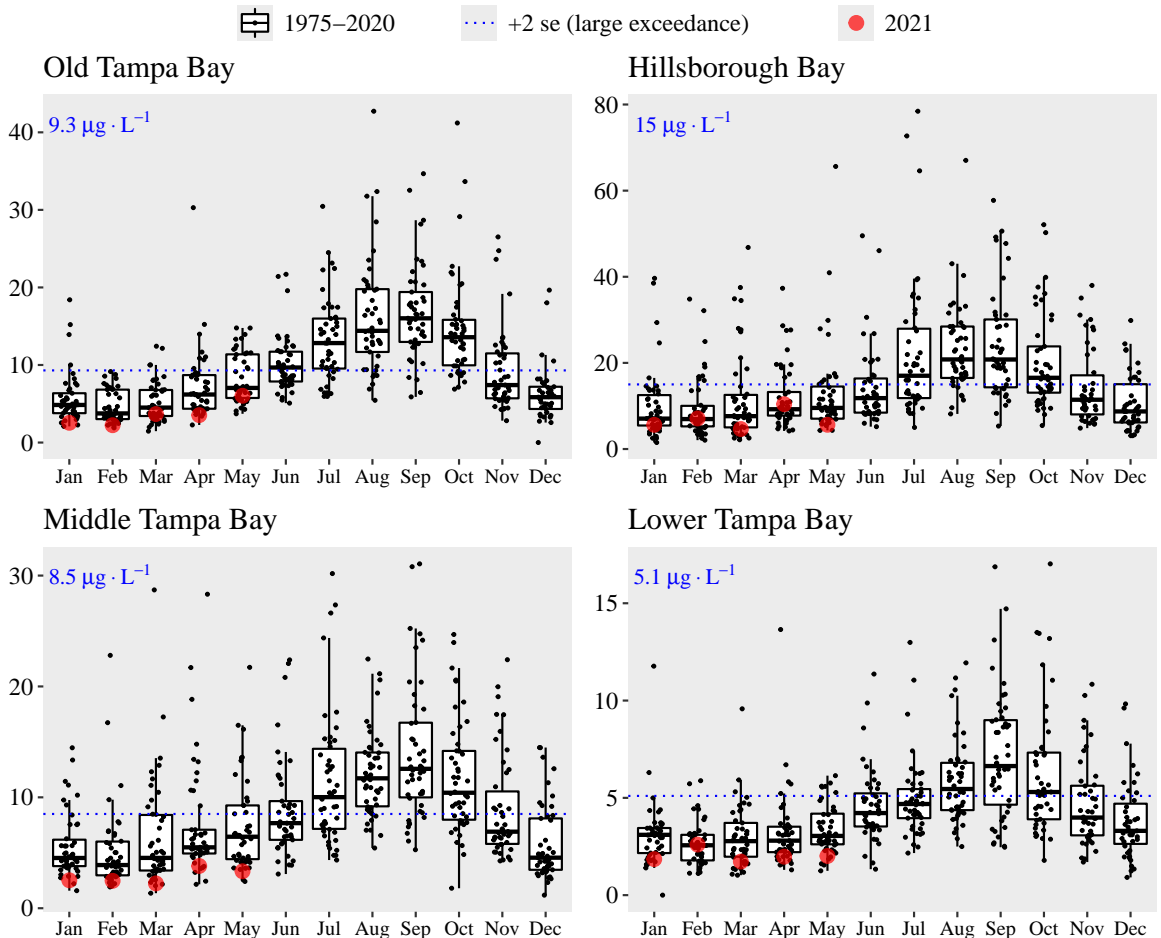 1975–2020 +2 se (large exceedance) 2021
Old Tampa Bay
9.3 μg · L⁻¹
40
30
20
10
0
Jan Feb Mar Apr May Jun Jul Aug Sep Oct Nov Dec
Hillsborough Bay
15 μg · L⁻¹
80
60
40
20
0
Jan Feb Mar Apr May Jun Jul Aug Sep Oct Nov Dec
Middle Tampa Bay
8.5 μg · L⁻¹
30
20
10
0
Jan Feb Mar Apr May Jun Jul Aug Sep Oct Nov Dec
Lower Tampa Bay
5.1 μg · L⁻¹
15
10
5
0
Jan Feb Mar Apr May Jun Jul Aug Sep Oct Nov Dec